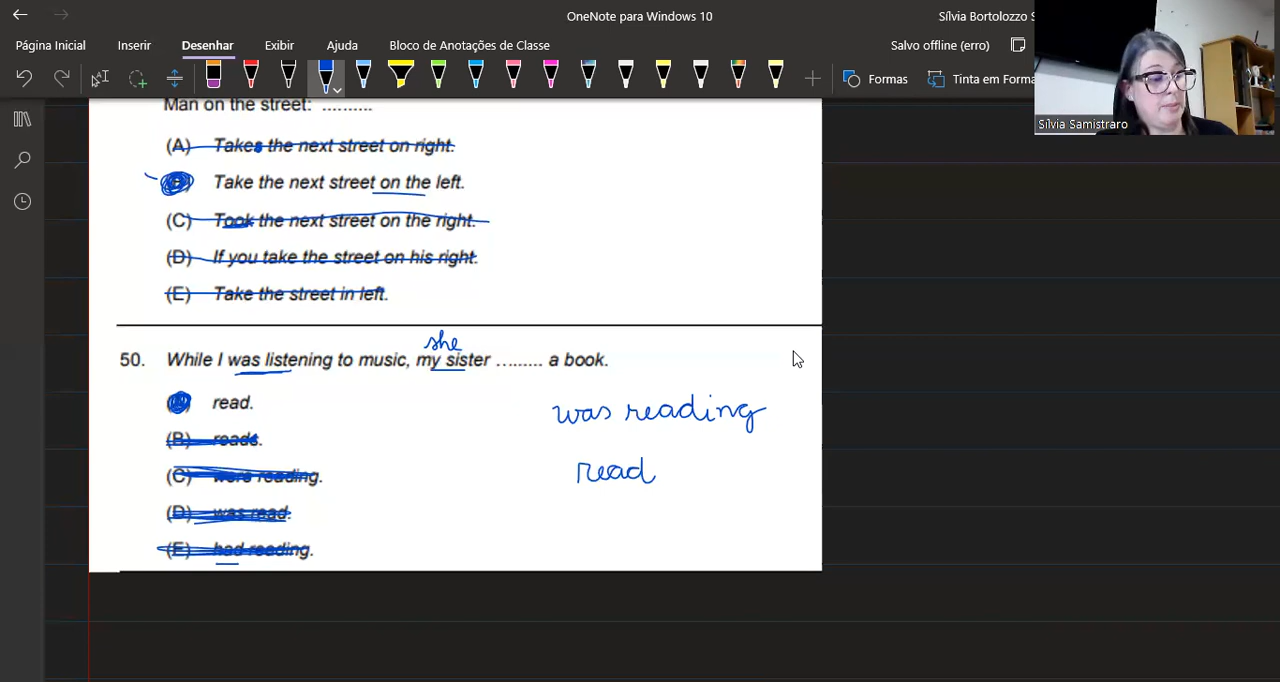 OneNote para Windows 10
Sílvia Bortolozzo S
Página Inicial Inserir Desenhar Exibir Ajuda Bloco de Anotações de Classe Salvo offline (erro)
Formas Tinta em Forma
Sílvia Samistraro
Man on the street: ..........
(A) Takes the next street on right.
Take the next street on the left.
(C) Took the next street on the right.
(D) If you take the street on his right.
(E) Take the street in left.
she
50. While I was listening to music, my sister ......... a book.
read.
was reading
(B) reads.
(C) were reading.
read
(D) was read.
(E) had reading.